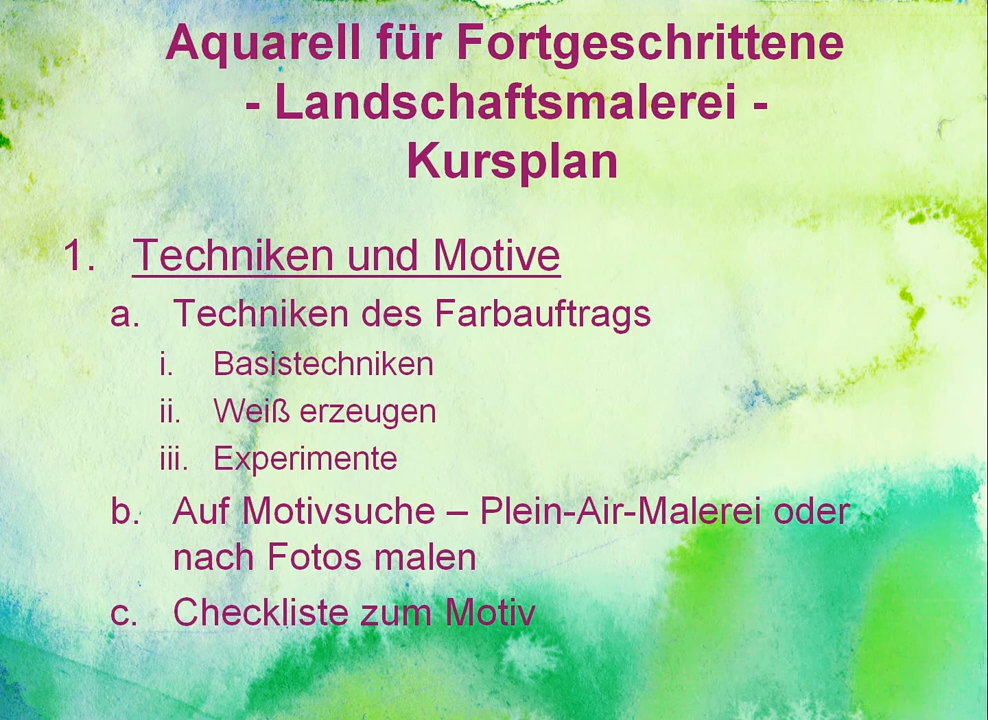 Aquarell für Fortgeschrittene
- Landschaftsmalerei -
Kursplan
1. Techniken und Motive
a. Techniken des Farbauftrags
i. Basistechniken
ii. Weiß erzeugen
iii. Experimente
b. Auf Motivsuche – Plein-Air-Malerei oder
nach Fotos malen
c. Checkliste zum Motiv